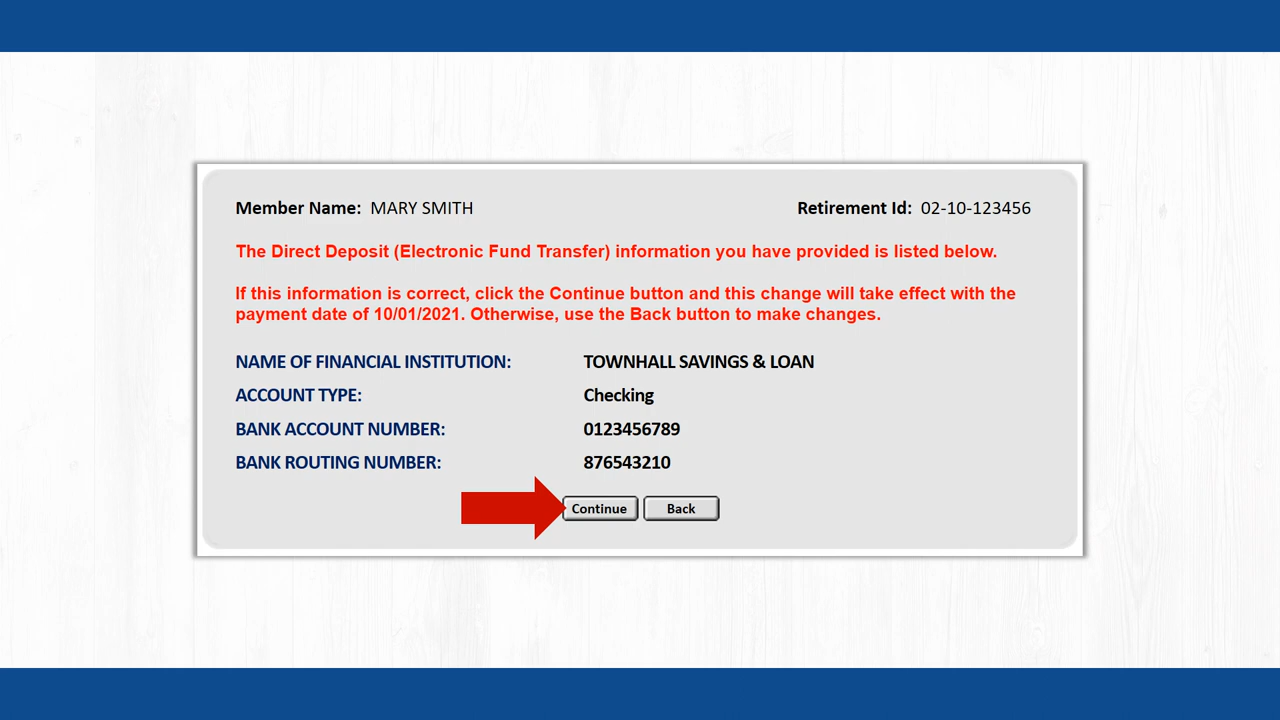 Member Name: MARY SMITH Retirement Id: 02-10-123456
The Direct Deposit (Electronic Fund Transfer) information you have provided is listed below.
If this information is correct, click the Continue button and this change will take effect with the
payment date of 10/01/2021. Otherwise, use the Back button to make changes.
NAME OF FINANCIAL INSTITUTION: TOWNHALL SAVINGS & LOAN
ACCOUNT TYPE: Checking
BANK ACCOUNT NUMBER: 0123456789
BANK ROUTING NUMBER: 876543210
Continue Back